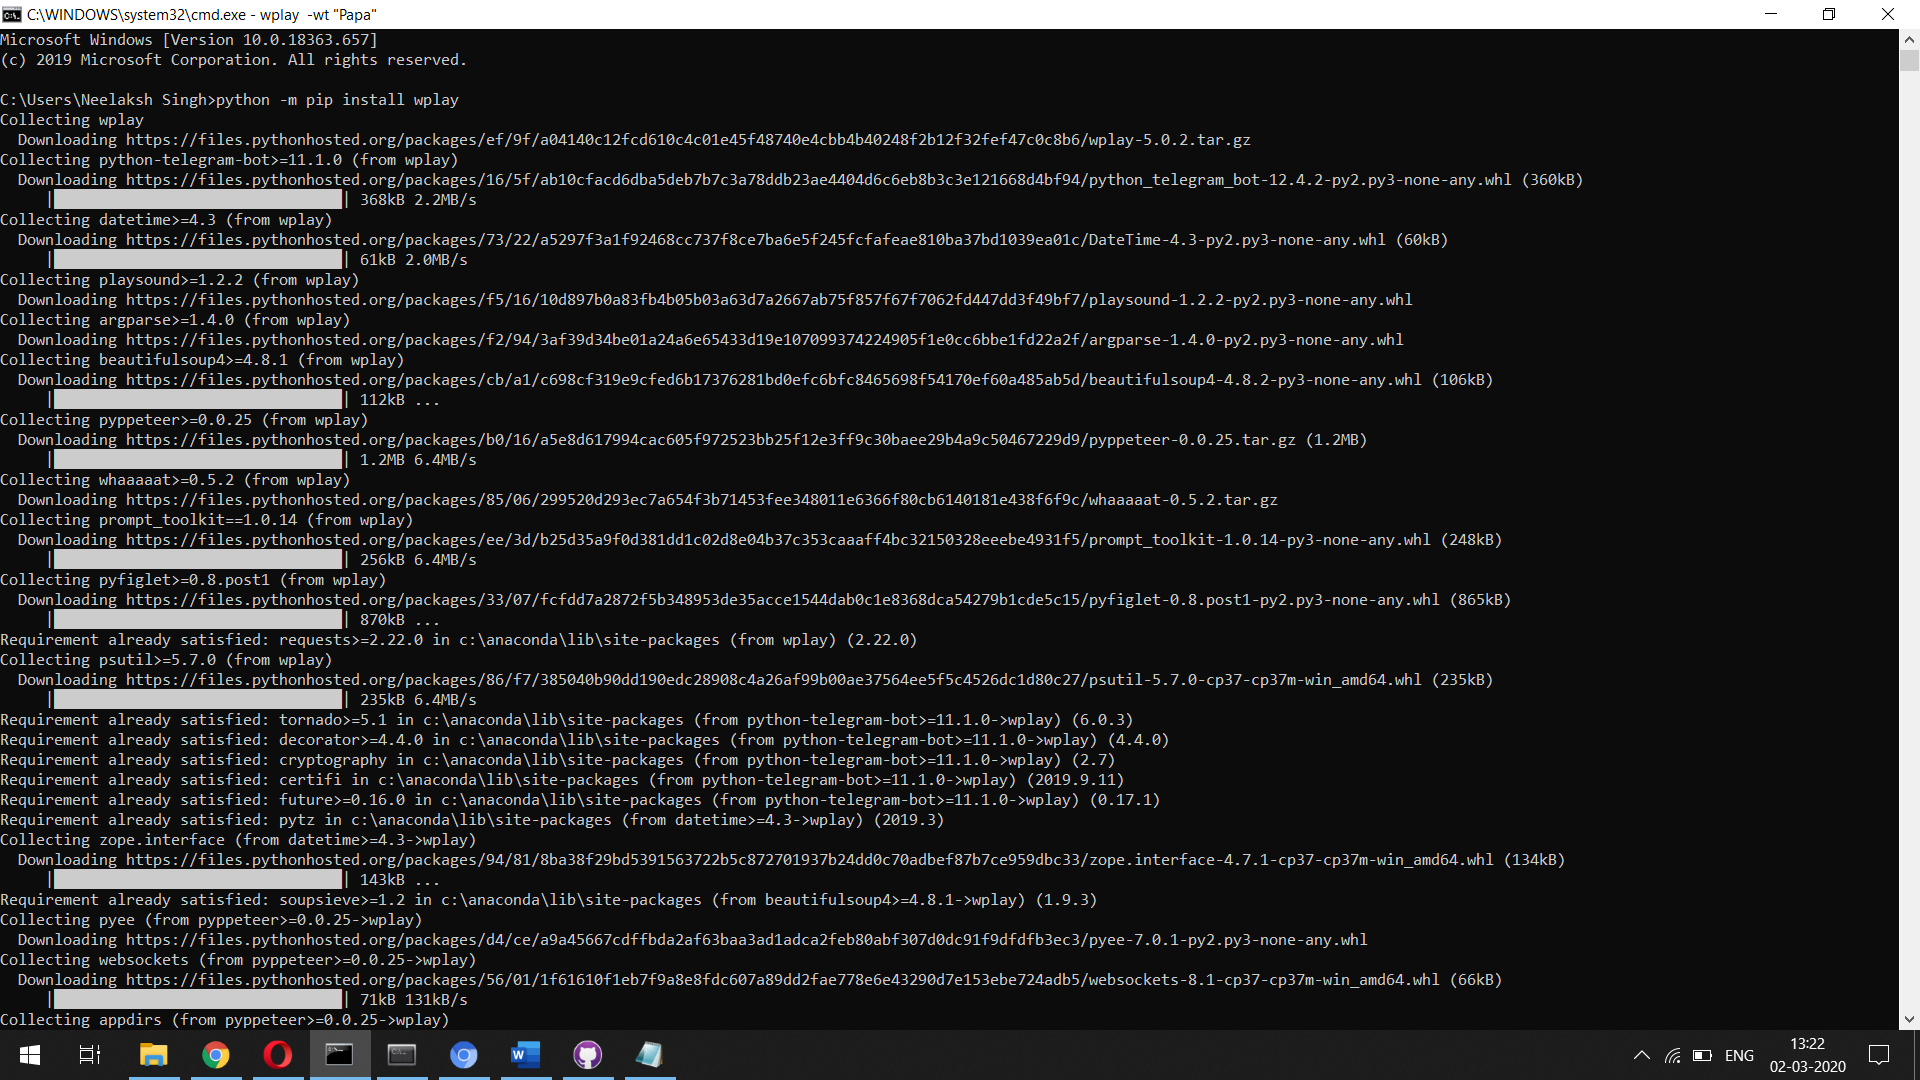 C:\WINDOWS\system32\cmd.exe - wplay  -wt "Papa"
Microsoft Windows [Version 10.0.18363.657]
(c) 2019 Microsoft Corporation. All rights reserved.
C:\Users\Neelaksh Singh>python -m pip install wplay
Collecting wplay
  Downloading https://files.pythonhosted.org/packages/ef/9f/a04140c12fcd610c4c01e45f48740e4cbb4b40248f2b12f32fef47c0c8b6/wplay-5.0.2.tar.gz
Collecting python-telegram-bot>=11.1.0 (from wplay)
  Downloading https://files.pythonhosted.org/packages/16/5f/ab10cfacd6dba5deb7b7c3a78ddb23ae4404d6c6eb8b3c3e121668d4bf94/python_telegram_bot-12.4.2-py2.py3-none-any.whl (360kB)
     |████████████████████████████████| 368kB 2.2MB/s
Collecting datetime>=4.3 (from wplay)
  Downloading https://files.pythonhosted.org/packages/73/22/a5297f3a1f92468cc737f8ce7ba6e5f245fcfafeae810ba37bd1039ea01c/DateTime-4.3-py2.py3-none-any.whl (60kB)
     |████████████████████████████████| 61kB 2.0MB/s
Collecting playsound>=1.2.2 (from wplay)
  Downloading https://files.pythonhosted.org/packages/f5/16/10d897b0a83fb4b05b03a63d7a2667ab75f857f67f7062fd447dd3f49bf7/playsound-1.2.2-py2.py3-none-any.whl
Collecting argparse>=1.4.0 (from wplay)
  Downloading https://files.pythonhosted.org/packages/f2/94/3af39d34be01a24a6e65433d19e107099374224905f1e0cc6bbe1fd22a2f/argparse-1.4.0-py2.py3-none-any.whl
Collecting beautifulsoup4>=4.8.1 (from wplay)
  Downloading https://files.pythonhosted.org/packages/cb/a1/c698cf319e9cfed6b17376281bd0efc6bfc8465698f54170ef60a485ab5d/beautifulsoup4-4.8.2-py3-none-any.whl (106kB)
     |████████████████████████████████| 112kB ...
Collecting pyppeteer>=0.0.25 (from wplay)
  Downloading https://files.pythonhosted.org/packages/b0/16/a5e8d617994cac605f972523bb25f12e3ff9c30baee29b4a9c50467229d9/pyppeteer-0.0.25.tar.gz (1.2MB)
     |████████████████████████████████| 1.2MB 6.4MB/s
Collecting whaaaaat>=0.5.2 (from wplay)
  Downloading https://files.pythonhosted.org/packages/85/06/299520d293ec7a654f3b71453fee348011e6366f80cb6140181e438f6f9c/whaaaaat-0.5.2.tar.gz
Collecting prompt_toolkit==1.0.14 (from wplay)
  Downloading https://files.pythonhosted.org/packages/ee/3d/b25d35a9f0d381dd1c02d8e04b37c353caaaff4bc32150328eeebe4931f5/prompt_toolkit-1.0.14-py3-none-any.whl (248kB)
     |████████████████████████████████| 256kB 6.4MB/s
Collecting pyfiglet>=0.8.post1 (from wplay)
  Downloading https://files.pythonhosted.org/packages/33/07/fcfdd7a2872f5b348953de35acce1544dab0c1e8368dca54279b1cde5c15/pyfiglet-0.8.post1-py2.py3-none-any.whl (865kB)
     |████████████████████████████████| 870kB ...
Requirement already satisfied: requests>=2.22.0 in c:\anaconda\lib\site-packages (from wplay) (2.22.0)
Collecting psutil>=5.7.0 (from wplay)
  Downloading https://files.pythonhosted.org/packages/86/f7/385040b90dd190edc28908c4a26af99b00ae37564ee5f5c4526dc1d80c27/psutil-5.7.0-cp37-cp37m-win_amd64.whl (235kB)
     |████████████████████████████████| 235kB 6.4MB/s
Requirement already satisfied: tornado>=5.1 in c:\anaconda\lib\site-packages (from python-telegram-bot>=11.1.0->wplay) (6.0.3)
Requirement already satisfied: decorator>=4.4.0 in c:\anaconda\lib\site-packages (from python-telegram-bot>=11.1.0->wplay) (4.4.0)
Requirement already satisfied: cryptography in c:\anaconda\lib\site-packages (from python-telegram-bot>=11.1.0->wplay) (2.7)
Requirement already satisfied: certifi in c:\anaconda\lib\site-packages (from python-telegram-bot>=11.1.0->wplay) (2019.9.11)
Requirement already satisfied: future>=0.16.0 in c:\anaconda\lib\site-packages (from python-telegram-bot>=11.1.0->wplay) (0.17.1)
Requirement already satisfied: pytz in c:\anaconda\lib\site-packages (from datetime>=4.3->wplay) (2019.3)
Collecting zope.interface (from datetime>=4.3->wplay)
  Downloading https://files.pythonhosted.org/packages/94/81/8ba38f29bd5391563722b5c872701937b24dd0c70adbef87b7ce959dbc33/zope.interface-4.7.1-cp37-cp37m-win_amd64.whl (134kB)
     |████████████████████████████████| 143kB ...
Requirement already satisfied: soupsieve>=1.2 in c:\anaconda\lib\site-packages (from beautifulsoup4>=4.8.1->wplay) (1.9.3)
Collecting pyee (from pyppeteer>=0.0.25->wplay)
  Downloading https://files.pythonhosted.org/packages/d4/ce/a9a45667cdffbda2af63baa3ad1adca2feb80abf307d0dc91f9dfdfb3ec3/pyee-7.0.1-py2.py3-none-any.whl
Collecting websockets (from pyppeteer>=0.0.25->wplay)
  Downloading https://files.pythonhosted.org/packages/56/01/1f61610f1eb7f9a8e8fdc607a89dd2fae778e6e43290d7e153ebe724adb5/websockets-8.1-cp37-cp37m-win_amd64.whl (66kB)
     |████████████████████████████████| 71kB 131kB/s
Collecting appdirs (from pyppeteer>=0.0.25->wplay)
ENG
13:22
02-03-2020